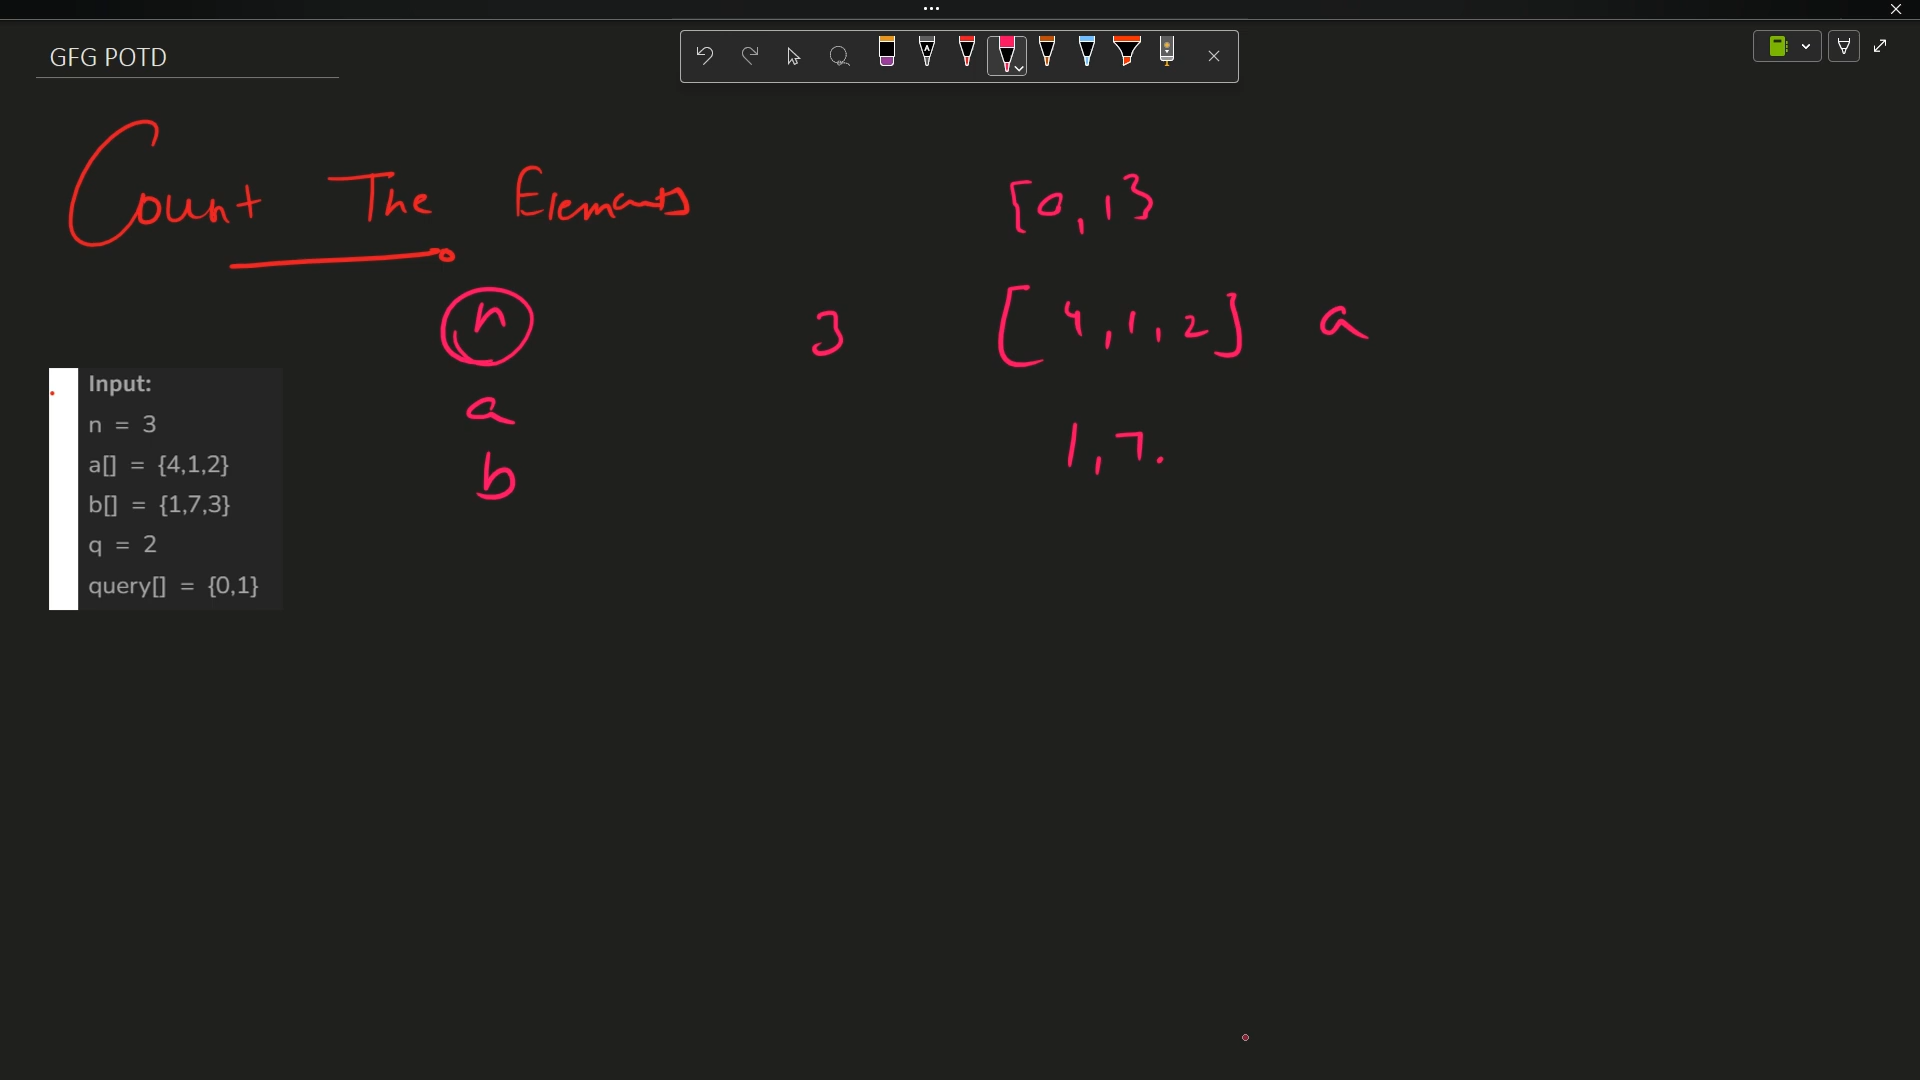 GFG POTD
Count The Elements
{0,1}
n
3 [4,1,2] a
a
b
1,7.
Input:
n = 3
a[] = {4,1,2}
b[] = {1,7,3}
q = 2
query[] = {0,1}